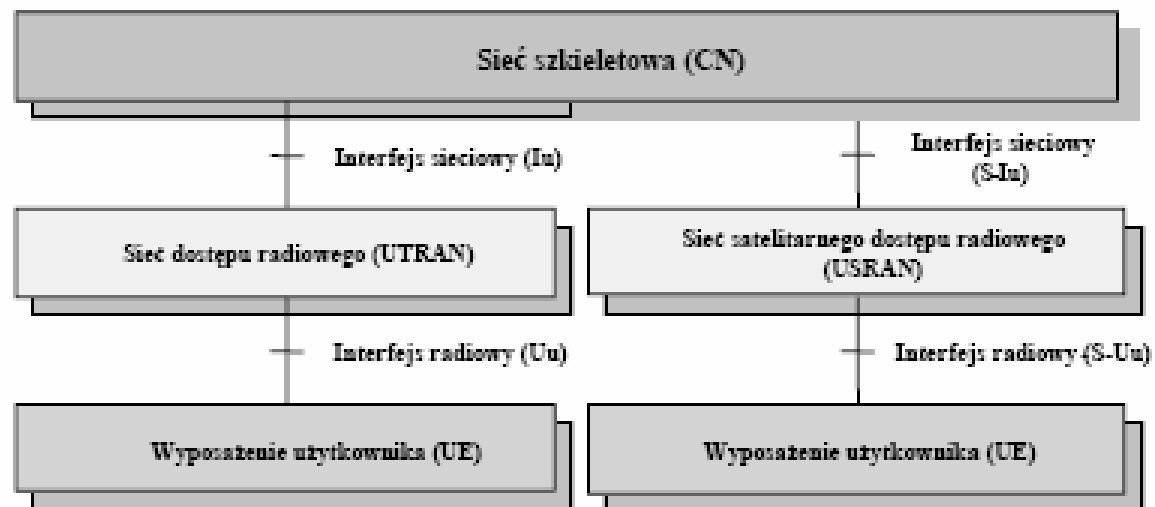 Sieć szkieletowa (CN)
Interfejs sieciowy (Iu)
Interfejs sieciowy
(S-Iu)
Sieć dostępu radiowego (UTRAN)
Sieć satelitarnego dostępu radiowego
(USRAN)
Interfejs radiowy (Uu)
Interfejs radiowy (S-Uu)
Wyposażenie użytkownika (UE)
Wyposażenie użytkownika (UE)